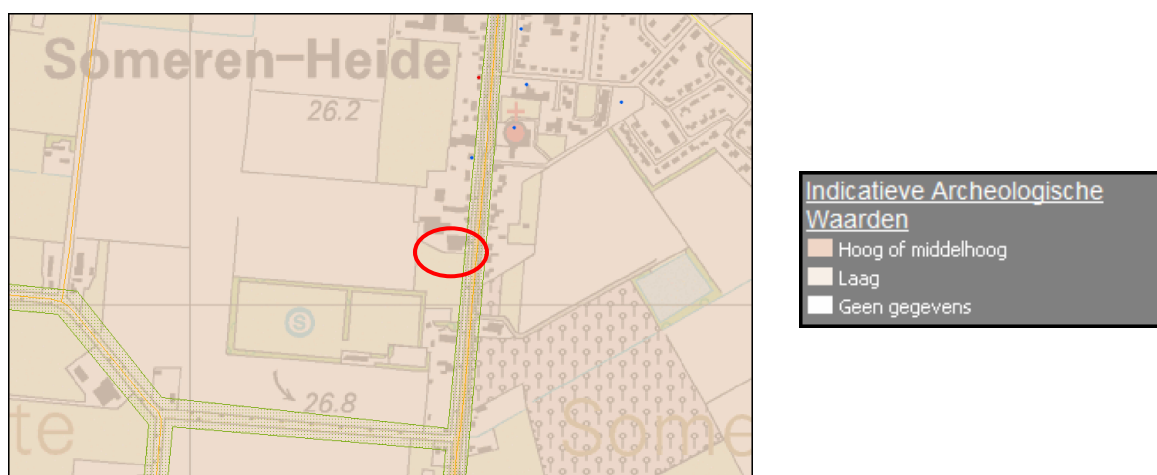 Someren-Heide
26.2
S
26.8
te
Some
Indicatieve Archeologische
Waarden
Hoog of middelhoog
Laag
Geen gegevens